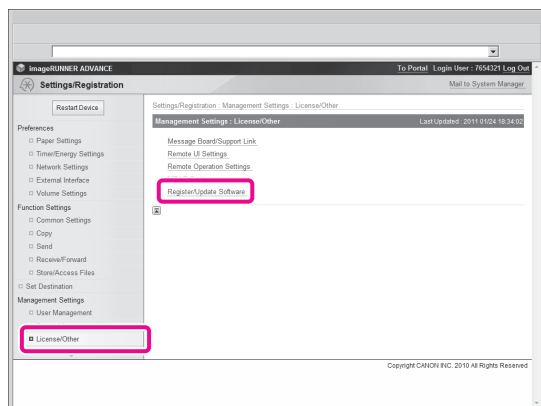 imageRUNNER ADVANCE
To Portal Login User : 7654321 Log Out
Settings/Registration
Mail to System Manager
Restart Device
Settings/Registration : Management Settings : License/Other
Management Settings : License/Other
Last Updated : 2011 01/24 18:34:02
Preferences
Paper Settings
Timer/Energy Settings
Network Settings
External Interface
Volume Settings
Message Board/Support Link
Remote UI Settings
Remote Operation Settings
Register/Update Software
Function Settings
Common Settings
Copy
Send
Receive/Forward
Store/Access Files
Set Destination
Management Settings
User Management
License/Other
Copyright CANON INC. 2010 All Rights Reserved